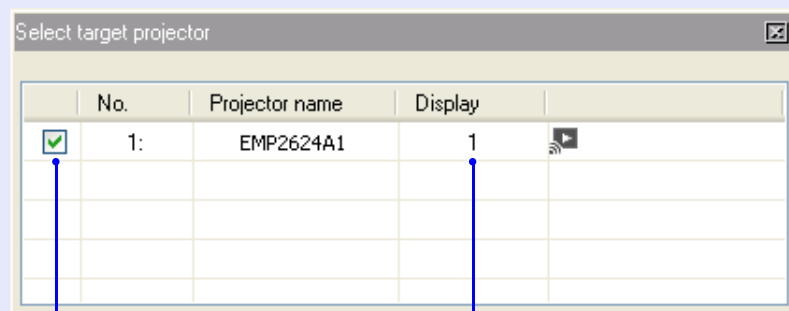 Select target projector
No. Projector name Display
1: EMP2624A1 1